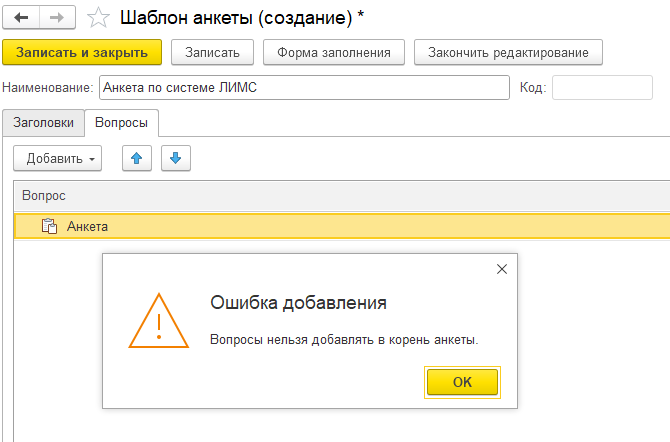 Шаблон анкеты (создание) *
Записать и закрыть Записать Форма заполнения Закончить редактирование
Наименование: Анкета по системе ЛИМС Код:
Заголовки Вопросы
Добавить
Вопрос
Анкета
Ошибка добавления
Вопросы нельзя добавлять в корень анкеты.
OK